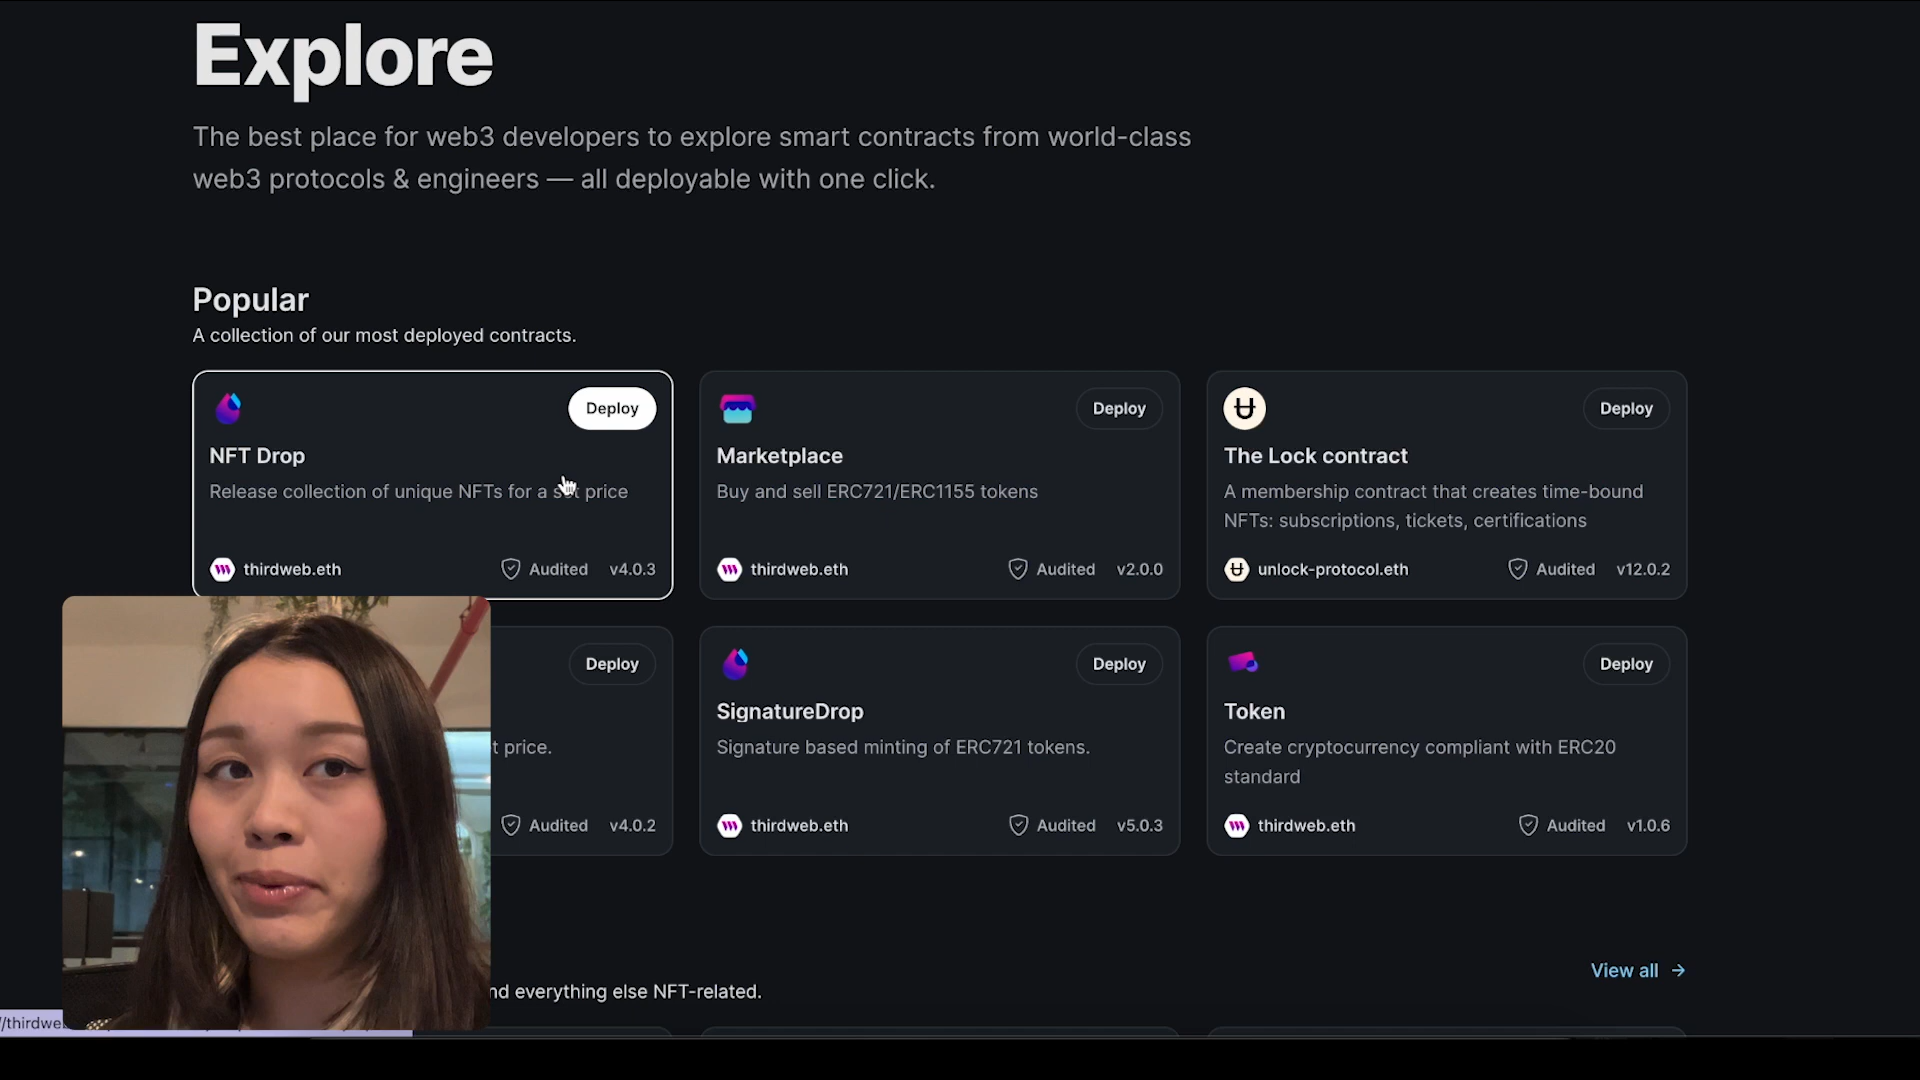 Explore
The best place for web3 developers to explore smart contracts from world-class
web3 protocols & engineers — all deployable with one click.
Popular
A collection of our most deployed contracts.
Deploy
NFT Drop
Release collection of unique NFTs for a set price
thirdweb.eth Audited v4.0.3
Deploy
Marketplace
Buy and sell ERC721/ERC1155 tokens
thirdweb.eth Audited v2.0.0
Deploy
The Lock contract
A membership contract that creates time-bound
NFTs: subscriptions, tickets, certifications
unlock-protocol.eth Audited v12.0.2
Deploy
t price.
Audited v4.0.2
Deploy
SignatureDrop
Signature based minting of ERC721 tokens.
thirdweb.eth Audited v5.0.3
Deploy
Token
Create cryptocurrency compliant with ERC20
standard
thirdweb.eth Audited v1.0.6
View all
everything else NFT-related.